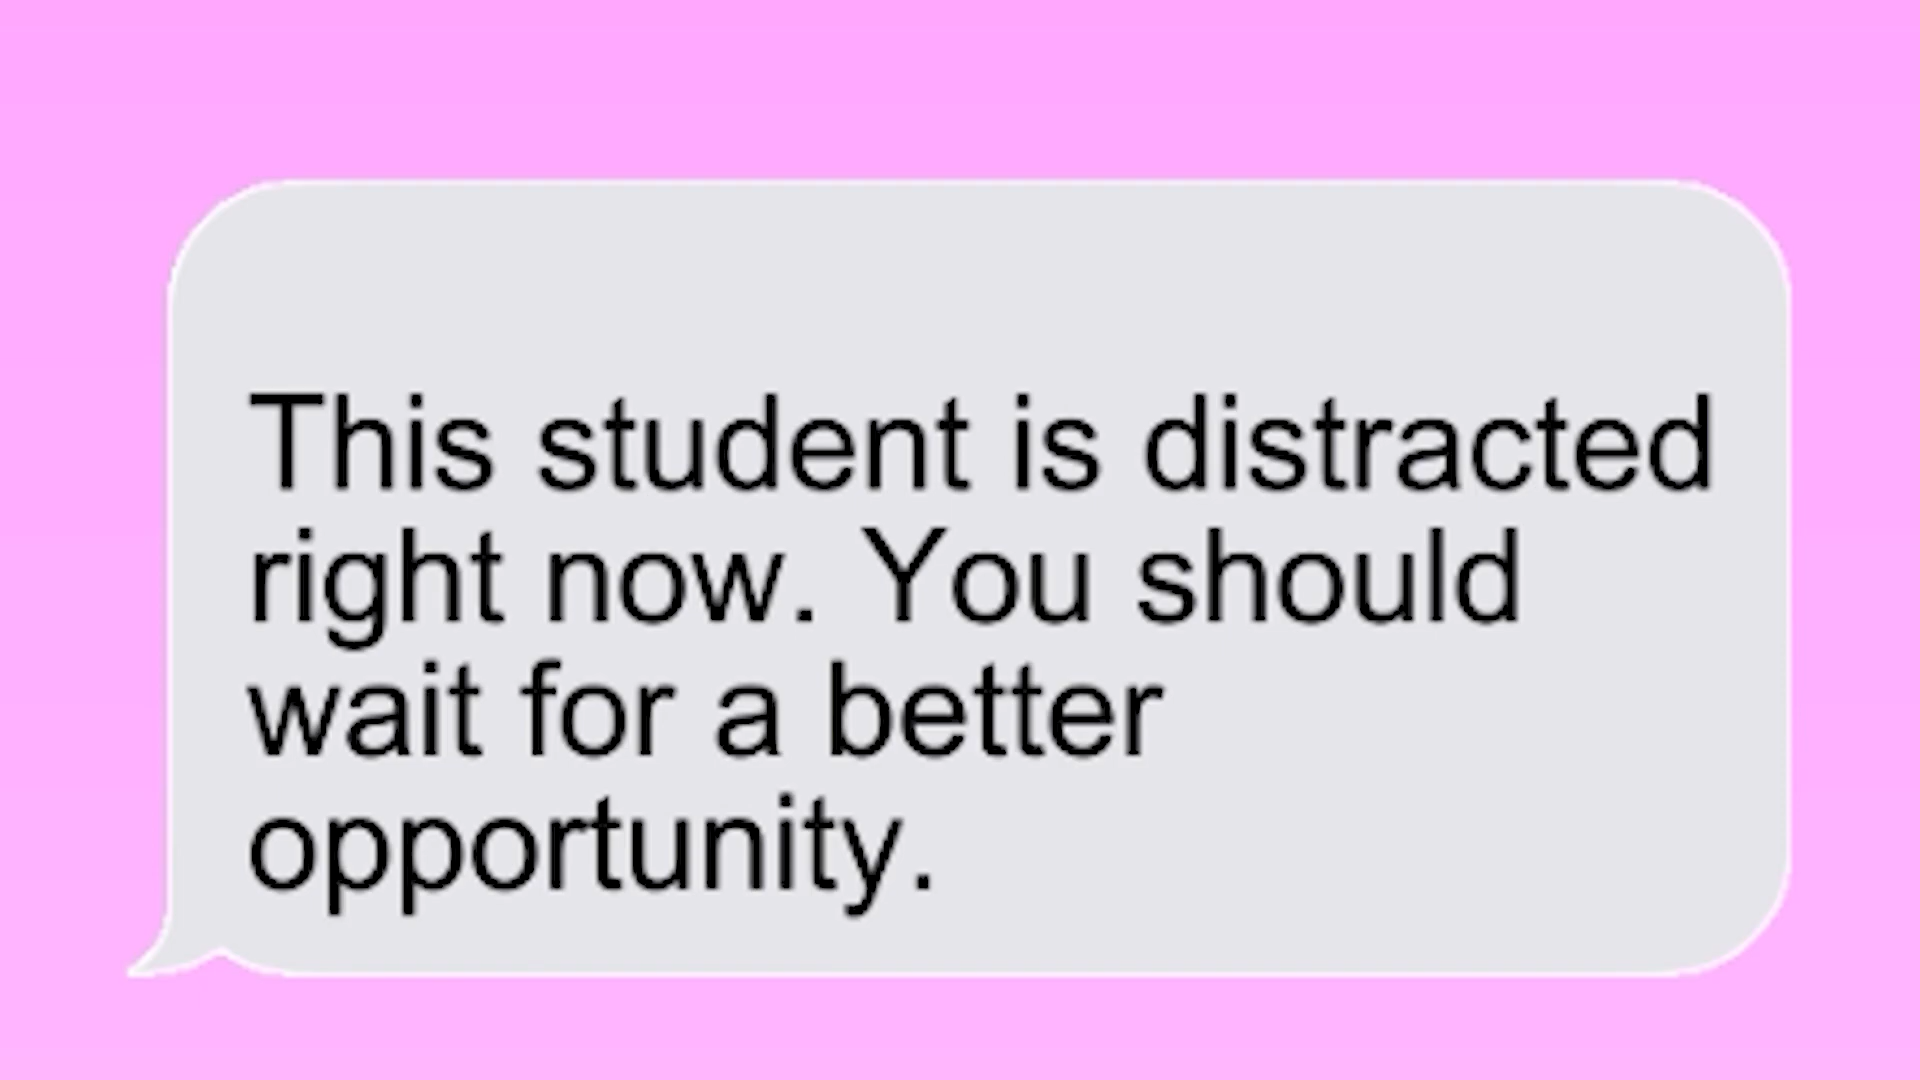 This student is distracted
right now. You should
wait for a better
opportunity.